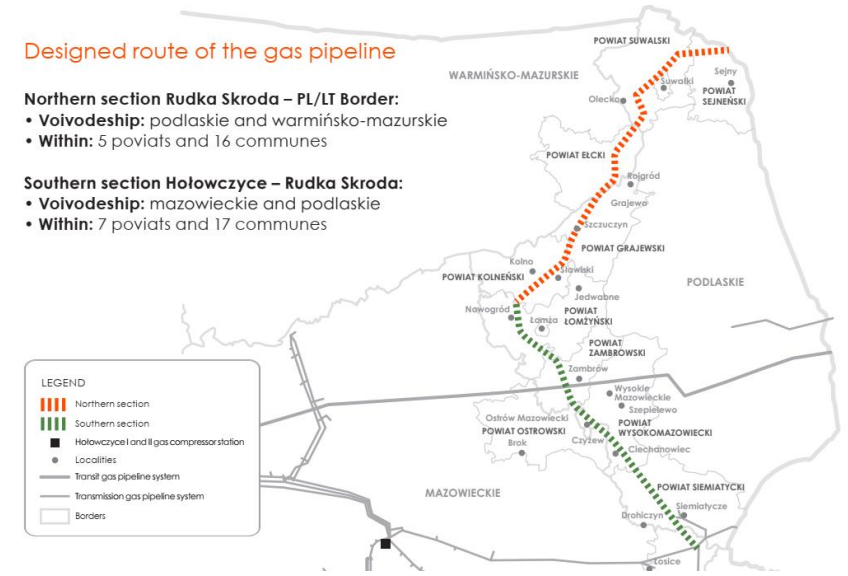 Designed route of the gas pipeline
Northern section Rudka Skroda – PL/LT Border:
• Voivodeship: podlaskie and warmińsko-mazurskie
• Within: 5 poviats and 16 communes
Southern section Hołowczyce – Rudka Skroda:
• Voivodeship: mazowieckie and podlaskie
• Within: 7 poviats and 17 communes
POWIAT SUWALSKI
WARMIŃSKO-MAZURSKIE
Sejny
Suwałki
POWIAT
SEJNEŃSKI
Olecko
POWIAT EŁCKI
Rajgród
Grajewo
Szczuczyn
POWIAT GRAJEWSKI
Kolno
Stawiski
POWIAT KOLNEŃSKI
PODLASKIE
Jedwabne
Nowogród
Łomża
POWIAT
ŁOMŻYŃSKI
POWIAT
ZAMBROWSKI
Zambrów
Wysokie
Mazowieckie
Szepietowo
Ostrów Mazowiecki
POWIAT OSTROWSKI
Czyżew
POWIAT
WYSOKOMAZOWIECKI
Brok
Ciechanowiec
MAZOWIECKIE
POWIAT SIEMIATYCKI
Siemiatycze
Drohiczyn
Łosice
LEGEND
Northern section
Southern section
Hołowczyce I and II gas compressor station
Localities
Transit gas pipeline system
Transmission gas pipeline system
Borders